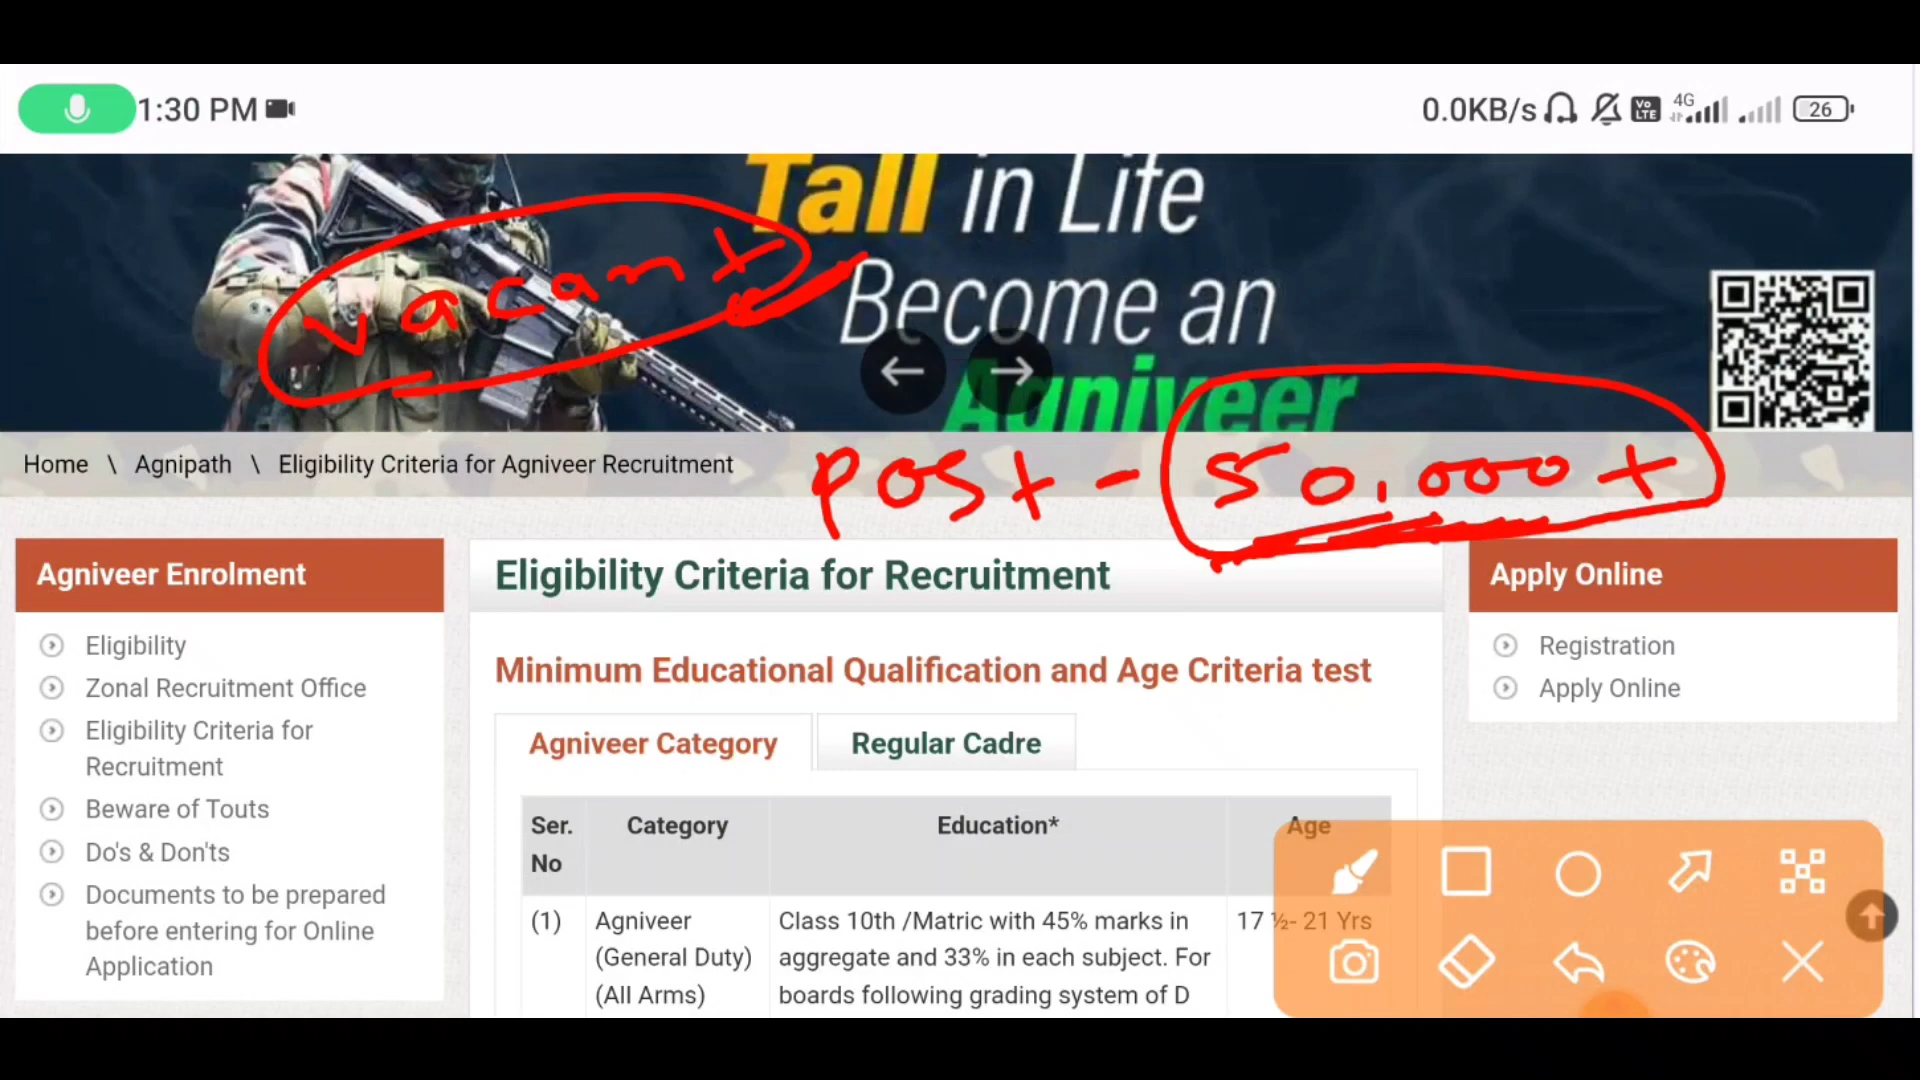 1:30 PM
0.0KB/s
Vo LTE
4G
26
Tall in Life
vacant
Become an
Agniveer
post - 50,000 +
Home \ Agnipath \ Eligibility Criteria for Agniveer Recruitment
Agniveer Enrolment
Eligibility
Zonal Recruitment Office
Eligibility Criteria for
Recruitment
Beware of Touts
Do's & Don'ts
Documents to be prepared
before entering for Online
Application
Eligibility Criteria for Recruitment
Minimum Educational Qualification and Age Criteria test
Agniveer Category
Regular Cadre
Ser. No
Category
Education*
Age
(1)
Agniveer
(General Duty)
(All Arms)
Class 10th /Matric with 45% marks in
aggregate and 33% in each subject. For
boards following grading system of D
17 ½- 21 Yrs
Apply Online
Registration
Apply Online